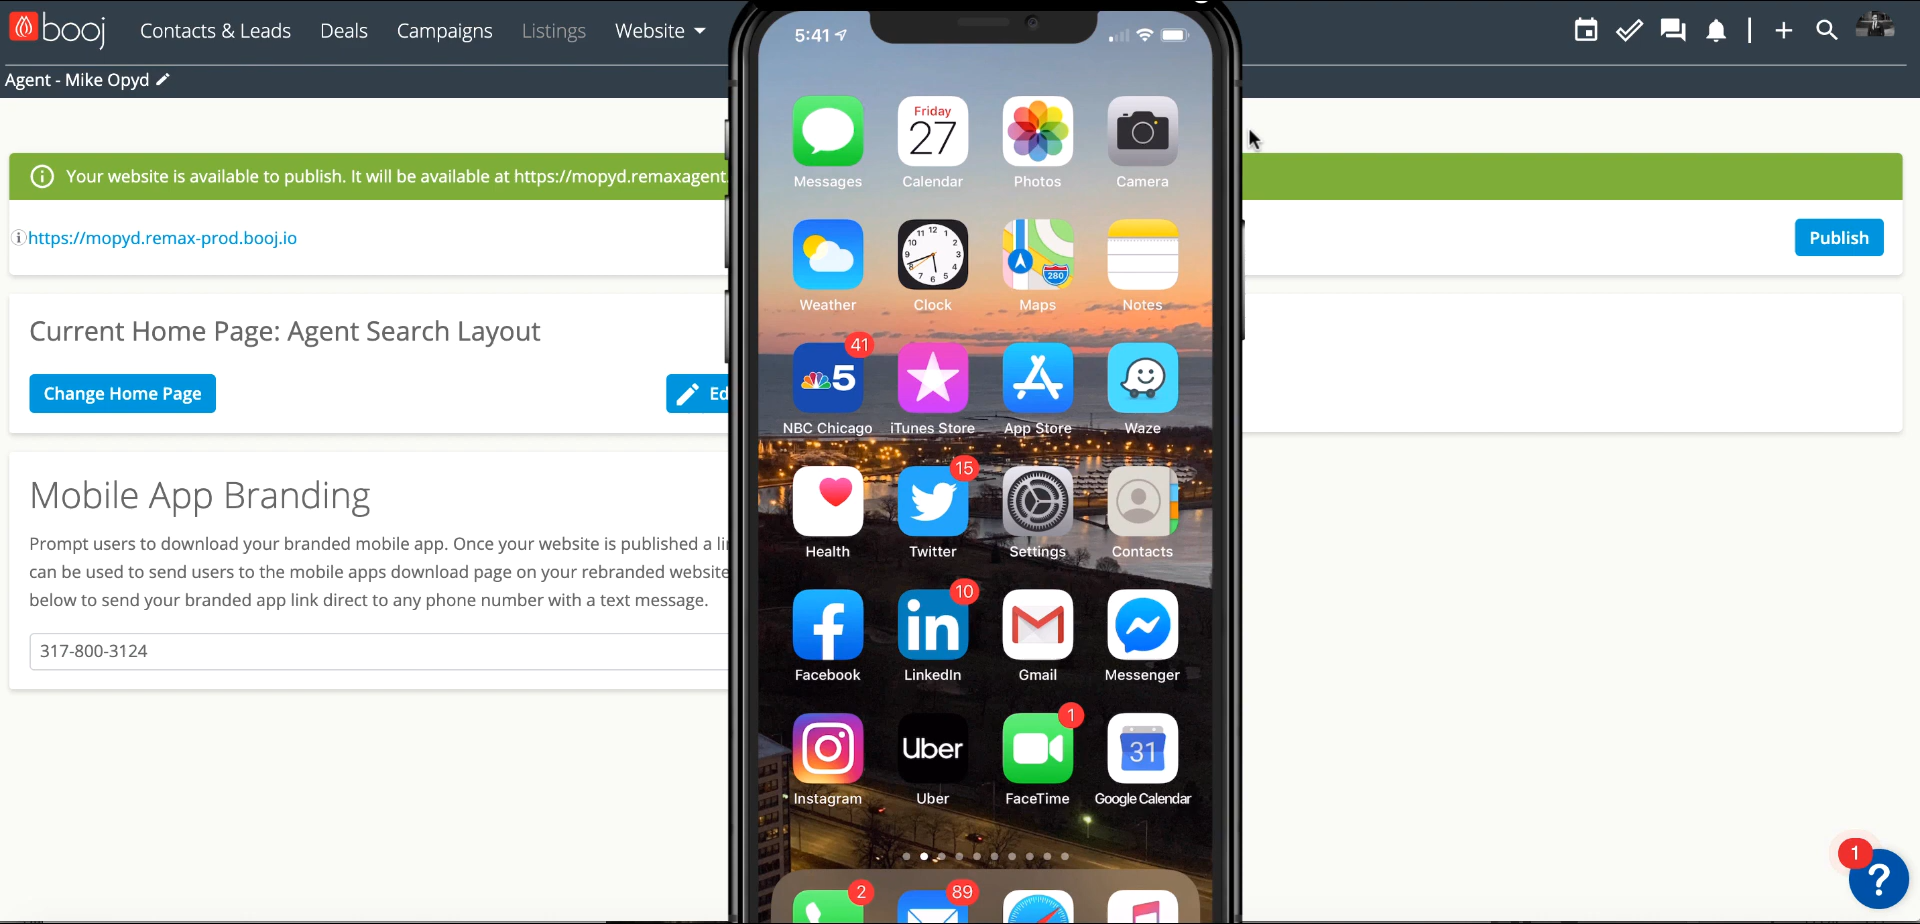 booj
Contacts & Leads
Deals
Campaigns
Listings
Website
Agent - Mike Opyd
Your website is available to publish. It will be available at https://mopyd.remaxagent.
https://mopyd.remax-prod.booj.io
Publish
Current Home Page: Agent Search Layout
Change Home Page
Ed
Mobile App Branding
Prompt users to download your branded mobile app. Once your website is published a li
can be used to send users to the mobile apps download page on your rebranded website
below to send your branded app link direct to any phone number with a text message.
317-800-3124
5:41
Friday
27
Messages
Calendar
Photos
Camera
280
Weather
Clock
Maps
Notes
41
5
NBC Chicago
iTunes Store
App Store
Waze
15
Health
Twitter
Settings
Contacts
10
in
Facebook
LinkedIn
Gmail
Messenger
1
Uber
31
Instagram
Uber
FaceTime
Google Calendar
2
89
1
?